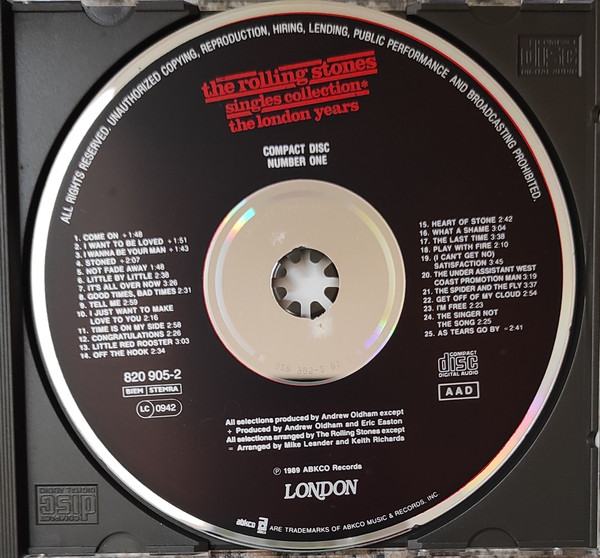 ALL RIGHTS RESERVED. UNAUTHORIZED COPYING, REPRODUCTION, HIRING, LENDING, PUBLIC PERFORMANCE AND BROADCASTING PROHIBITED.
the rolling stones
singles collection*
the london years
COMPACT DISC
NUMBER ONE
1. COME ON + 1:48
2. I WANT TO BE LOVED + 1:51
3. I WANNA BE YOUR MAN + 1:43
4. STONED + 2:07
5. NOT FADE AWAY 1:48
6. LITTLE BY LITTLE 2:38
7. IT'S ALL OVER NOW 3:26
8. GOOD TIMES, BAD TIMES 2:31
9. TELL ME 2:59
10. I JUST WANT TO MAKE
LOVE TO YOU 2:16
11. TIME IS ON MY SIDE 2:58
12. CONGRATULATIONS 2:26
13. LITTLE RED ROOSTER 3:03
14. OFF THE HOOK 2:34
820 905-2
BIEM STEMRA
LC 0942
15. HEART OF STONE 2:42
16. WHAT A SHAME 3:04
17. THE LAST TIME 3:38
18. PLAY WITH FIRE 2:10
19. (I CAN'T GET NO)
SATISFACTION 3:45
20. THE UNDER ASSISTANT WEST
COAST PROMOTION MAN 3:19
21. THE SPIDER AND THE FLY 3:37
22. GET OFF OF MY CLOUD 2:54
23. I'M FREE 2:23
24. THE SINGER NOT
THE SONG 2:25
25. AS TEARS GO BY = 2:41
COMPACT
disc
DIGITAL AUDIO
AAD
All selections produced by Andrew Oldham except
+ Produced by Andrew Oldham and Eric Easton
All selections arranged by The Rolling Stones except
= Arranged by Mike Leander and Keith Richards
℗ 1989 ABKCO Records
LONDON
abkco
ARE TRADEMARKS OF ABKCO MUSIC & RECORDS, INC
COMPACT
disc
DIGITAL AUDIO
COMPACT
disc
DIGITAL AUDIO